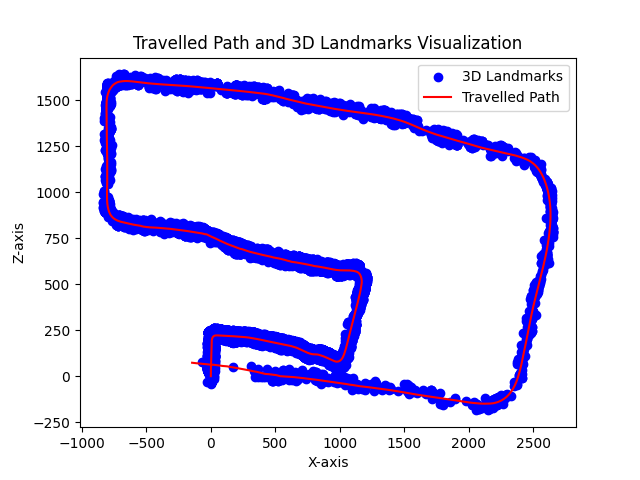 Travelled Path and 3D Landmarks Visualization
3D Landmarks
Travelled Path
Z-axis
1500
1250
1000
750
500
250
0
−250
−1000 −500 0 500 1000 1500 2000 2500
X-axis